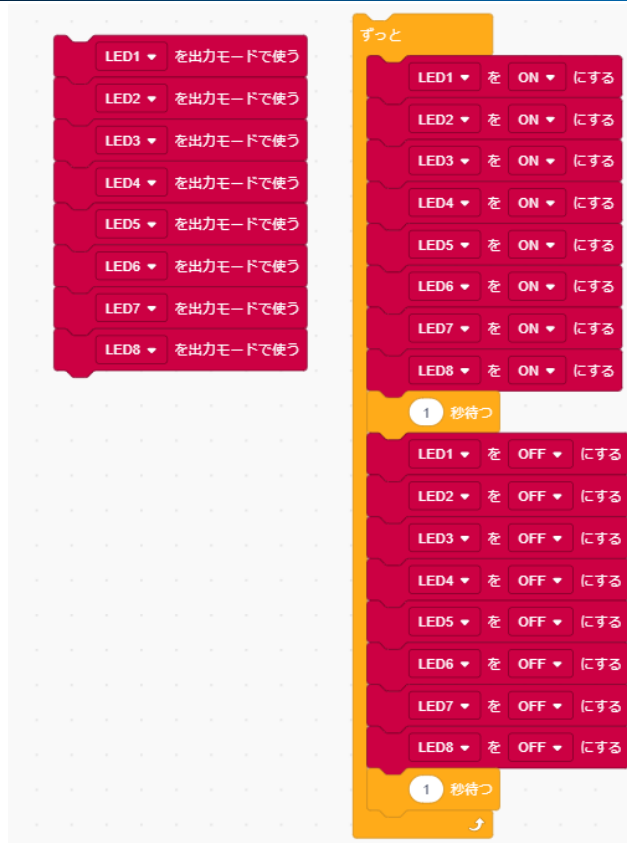 LED1 を出力モードで使う
LED2 を出力モードで使う
LED3 を出力モードで使う
LED4 を出力モードで使う
LED5 を出力モードで使う
LED6 を出力モードで使う
LED7 を出力モードで使う
LED8 を出力モードで使う
ずっと
LED1 を ON にする
LED2 を ON にする
LED3 を ON にする
LED4 を ON にする
LED5 を ON にする
LED6 を ON にする
LED7 を ON にする
LED8 を ON にする
1 秒待つ
LED1 を OFF にする
LED2 を OFF にする
LED3 を OFF にする
LED4 を OFF にする
LED5 を OFF にする
LED6 を OFF にする
LED7 を OFF にする
LED8 を OFF にする
1 秒待つ